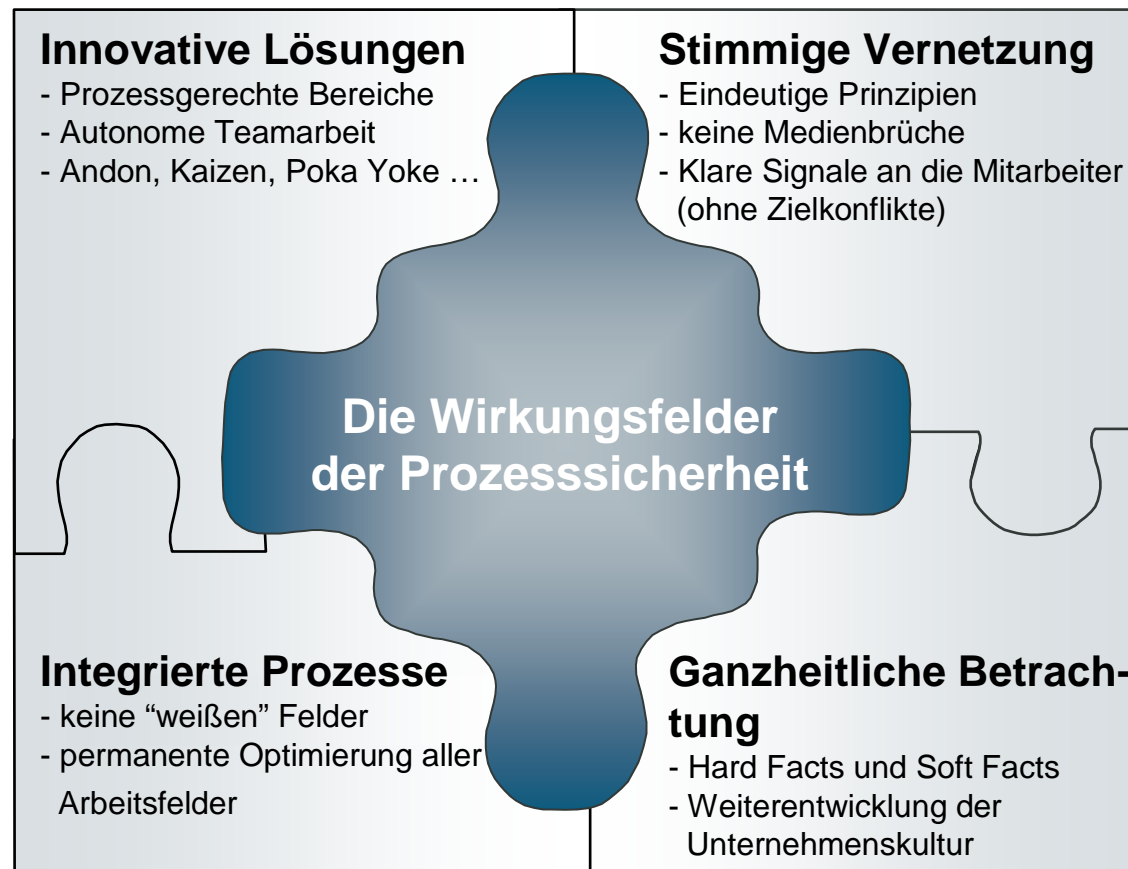 Innovative Lösungen
- Prozessgerechte Bereiche
- Autonome Teamarbeit
- Andon, Kaizen, Poka Yoke …
Stimmige Vernetzung
- Eindeutige Prinzipien
- keine Medienbrüche
- Klare Signale an die Mitarbeiter
(ohne Zielkonflikte)
Die Wirkungsfelder
der Prozesssicherheit
Integrierte Prozesse
- keine “weißen” Felder
- permanente Optimierung aller
Arbeitsfelder
Ganzheitliche Betrach-
tung
- Hard Facts und Soft Facts
- Weiterentwicklung der
Unternehmenskultur